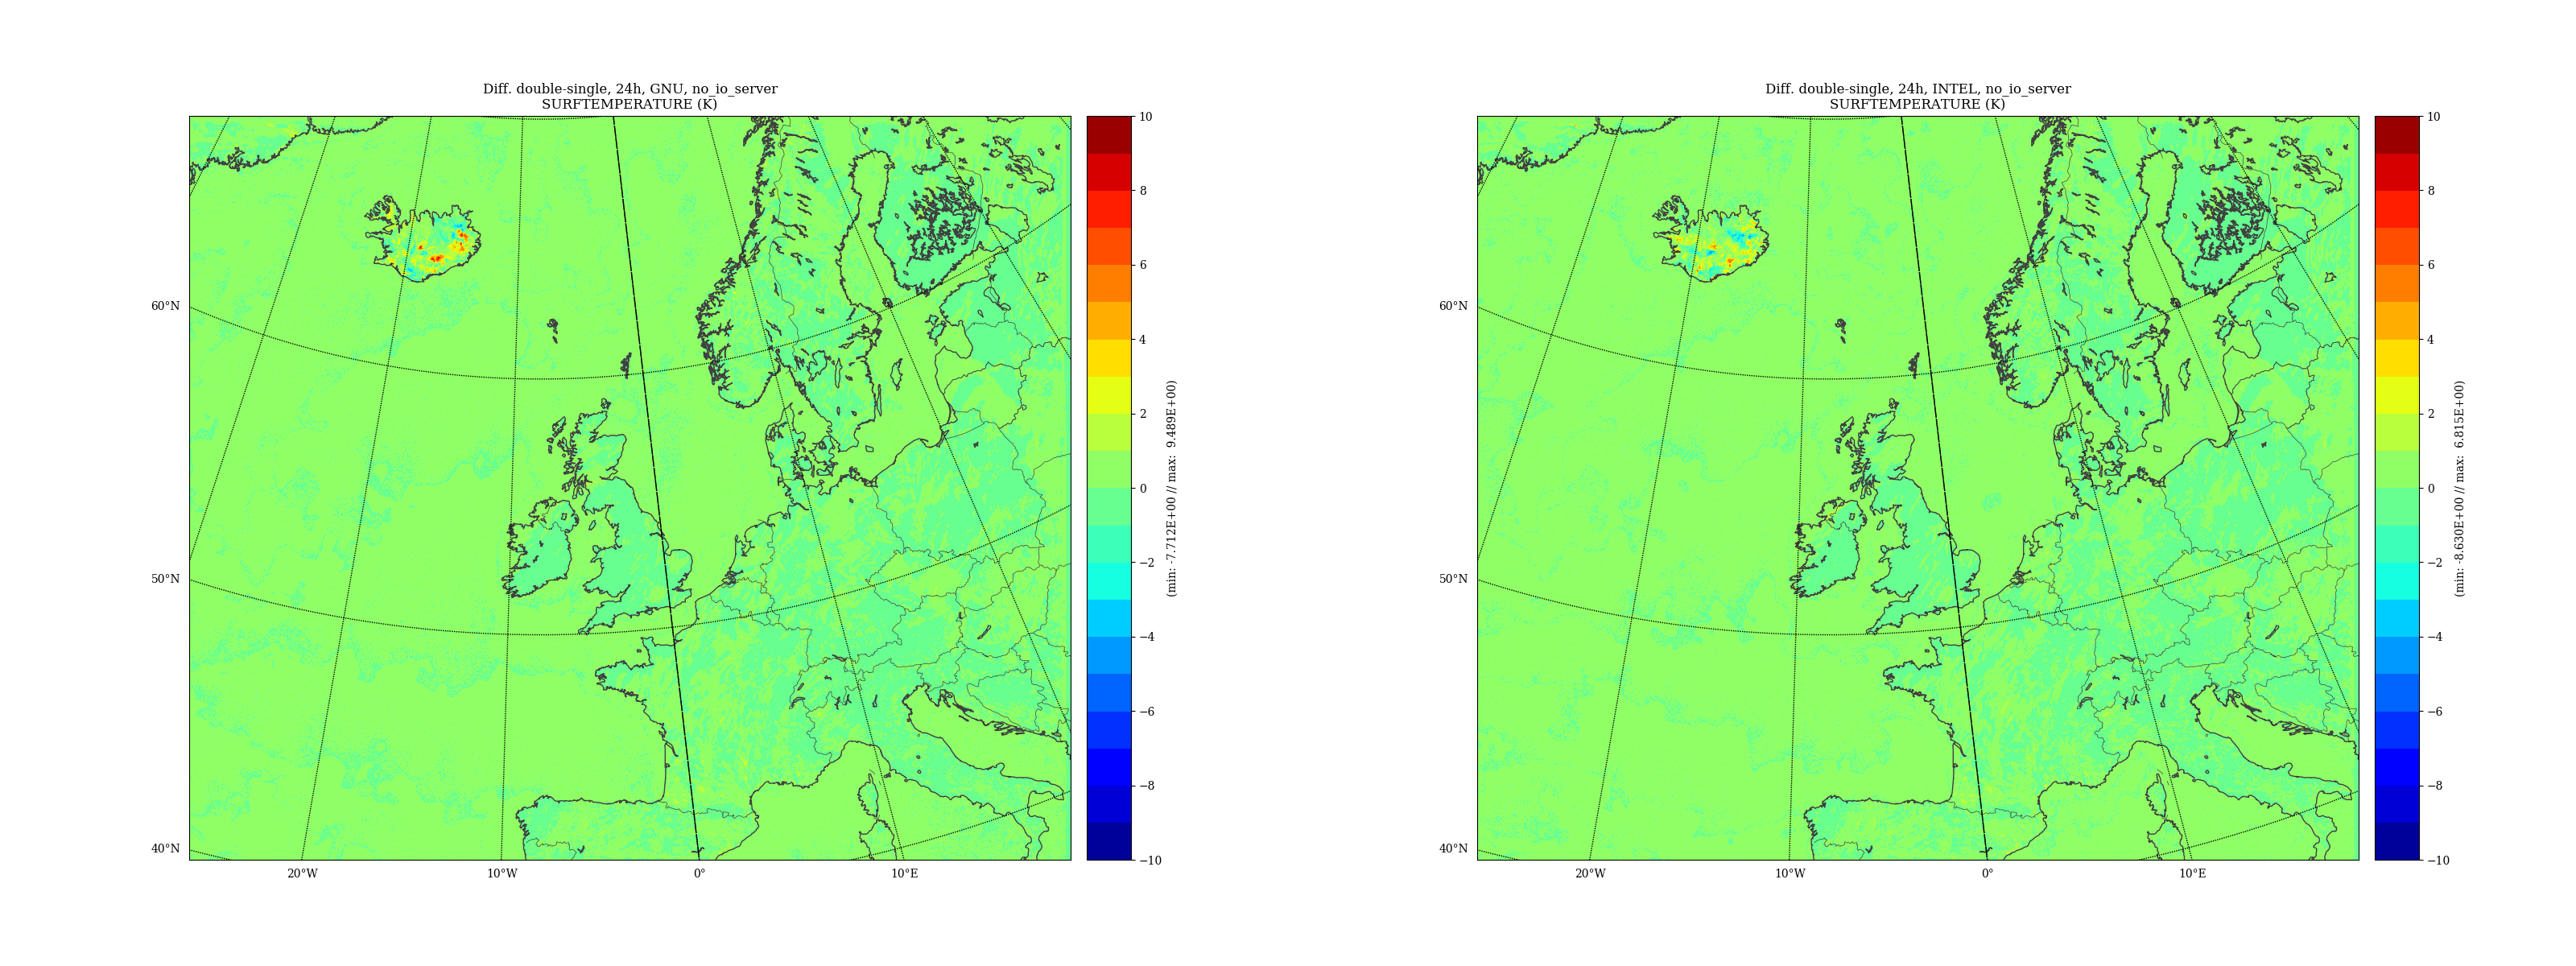 Diff. double-single, 24h, GNU, no_io_server
SURFTEMPERATURE (K)
60°N
50°N
40°N
20°W
10°W
0°
10°E
10
8
6
4
2
0
−2
−4
−6
−8
−10
(min: -7.712E+00 // max:  9.489E+00)
Diff. double-single, 24h, INTEL, no_io_server
SURFTEMPERATURE (K)
60°N
50°N
40°N
20°W
10°W
0°
10°E
10
8
6
4
2
0
−2
−4
−6
−8
−10
(min: -8.630E+00 // max:  6.815E+00)